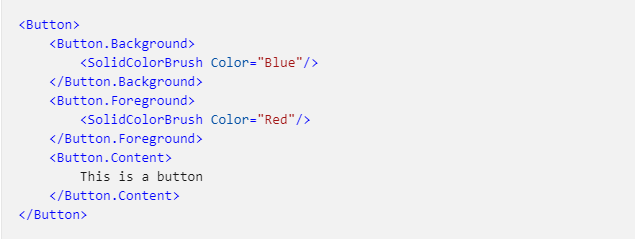 <Button>
    <Button.Background>
        <SolidColorBrush Color="Blue"/>
    </Button.Background>
    <Button.Foreground>
        <SolidColorBrush Color="Red"/>
    </Button.Foreground>
    <Button.Content>
        This is a button
    </Button.Content>
</Button>